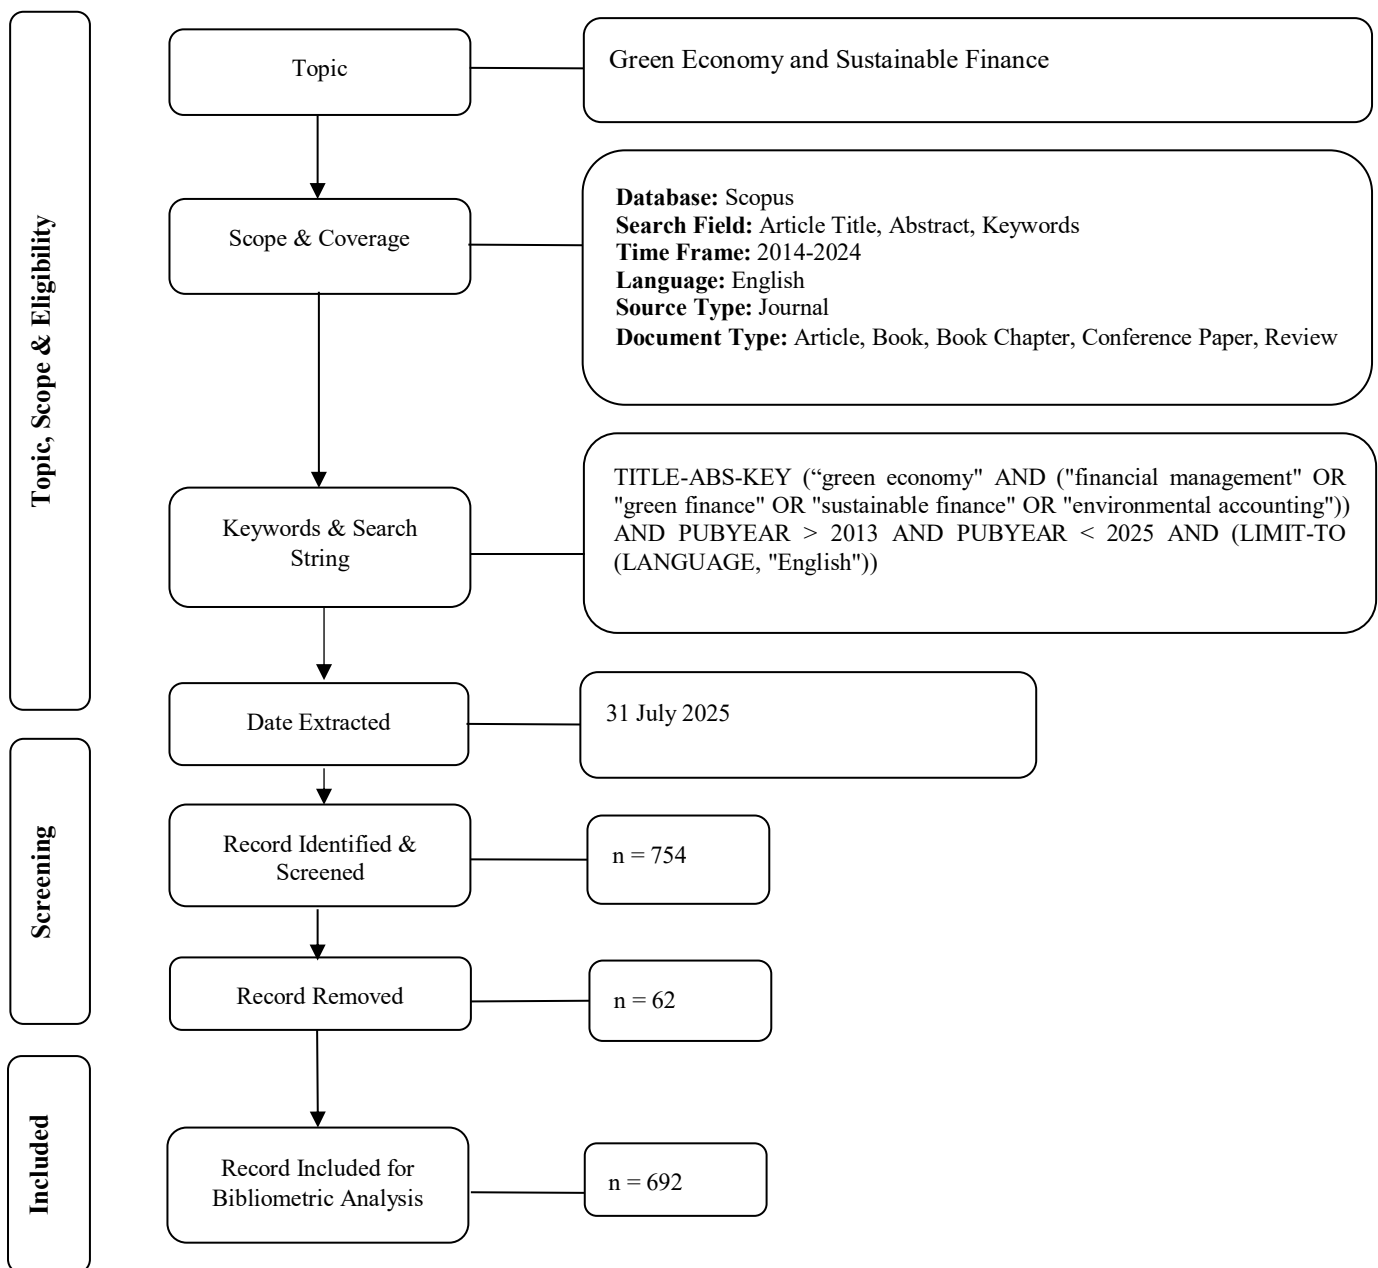 Topic, Scope & Eligibility
Topic
Green Economy and Sustainable Finance
Scope & Coverage
Database: Scopus
Search Field: Article Title, Abstract, Keywords
Time Frame: 2014-2024
Language: English
Source Type: Journal
Document Type: Article, Book, Book Chapter, Conference Paper, Review
Keywords & Search
String
TITLE-ABS-KEY (“green economy" AND ("financial management" OR
"green finance" OR "sustainable finance" OR "environmental accounting"))
AND PUBYEAR > 2013 AND PUBYEAR < 2025 AND (LIMIT-TO
(LANGUAGE, "English"))
Date Extracted
31 July 2025
Screening
Record Identified &
Screened
n = 754
Record Removed
n = 62
Included
Record Included for
Bibliometric Analysis
n = 692